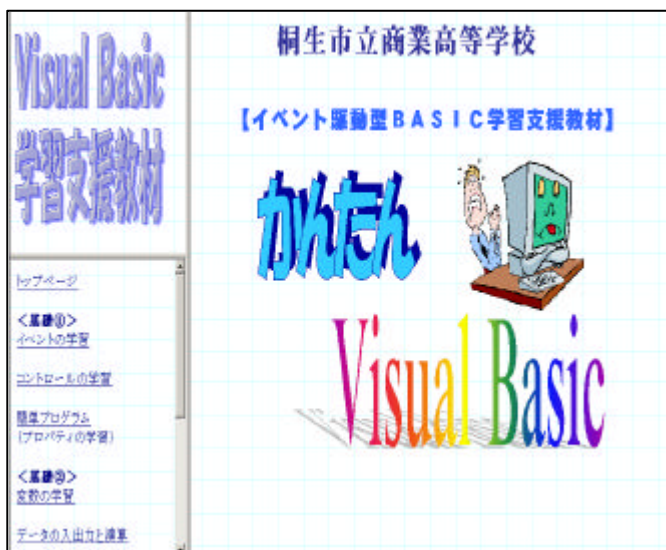 Visual Basic
学習支援教材
トップページ
<基礎①>
イベントの学習
コントロールの学習
簡単プログラム
(プロパティの学習)
<基礎②>
変数の学習
データの入出力と演算
桐生市立商業高等学校
【イベント駆動型BASIC学習支援教材】
かんたん
Visual Basic